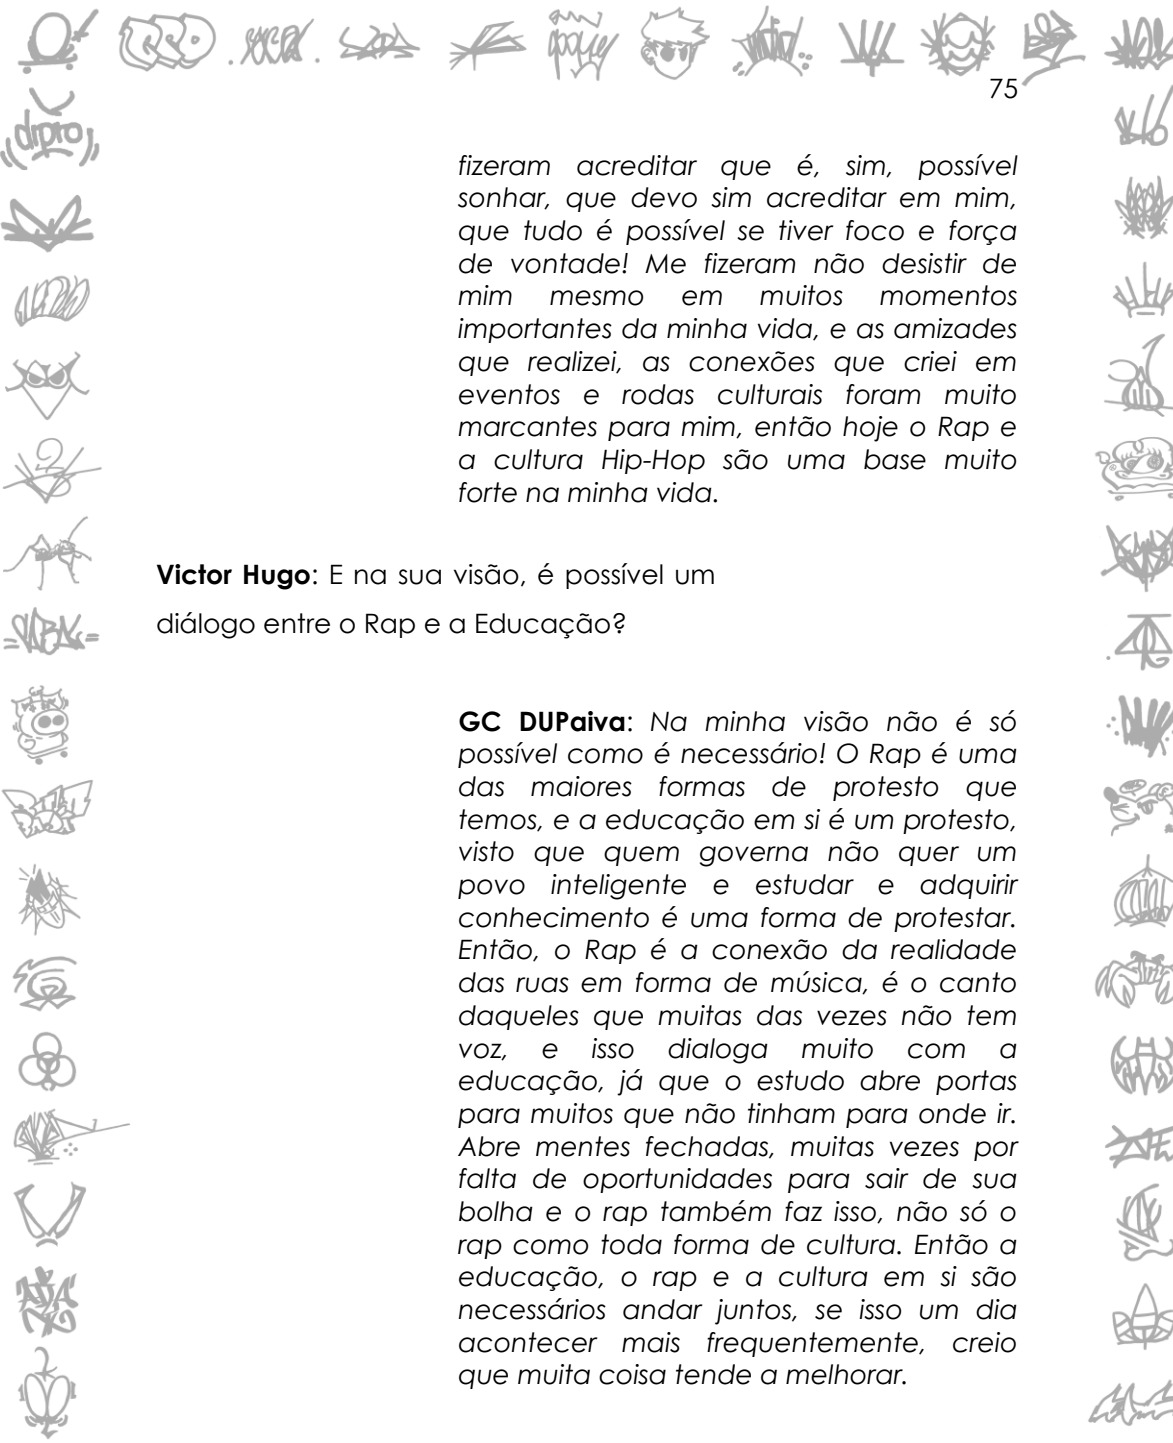 75
dipro
fizeram acreditar que é, sim, possível
sonhar, que devo sim acreditar em mim,
que tudo é possível se tiver foco e força
de vontade! Me fizeram não desistir de
mim mesmo em muitos momentos
importantes da minha vida, e as amizades
que realizei, as conexões que criei em
eventos e rodas culturais foram muito
marcantes para mim, então hoje o Rap e
a cultura Hip-Hop são uma base muito
forte na minha vida.
Victor Hugo: E na sua visão, é possível um
diálogo entre o Rap e a Educação?
GC DUPaiva: Na minha visão não é só
possível como é necessário! O Rap é uma
das maiores formas de protesto que
temos, e a educação em si é um protesto,
visto que quem governa não quer um
povo inteligente e estudar e adquirir
conhecimento é uma forma de protestar.
Então, o Rap é a conexão da realidade
das ruas em forma de música, é o canto
daqueles que muitas das vezes não tem
voz, e isso dialoga muito com a
educação, já que o estudo abre portas
para muitos que não tinham para onde ir.
Abre mentes fechadas, muitas vezes por
falta de oportunidades para sair de sua
bolha e o rap também faz isso, não só o
rap como toda forma de cultura. Então a
educação, o rap e a cultura em si são
necessários andar juntos, se isso um dia
acontecer mais frequentemente, creio
que muita coisa tende a melhorar.